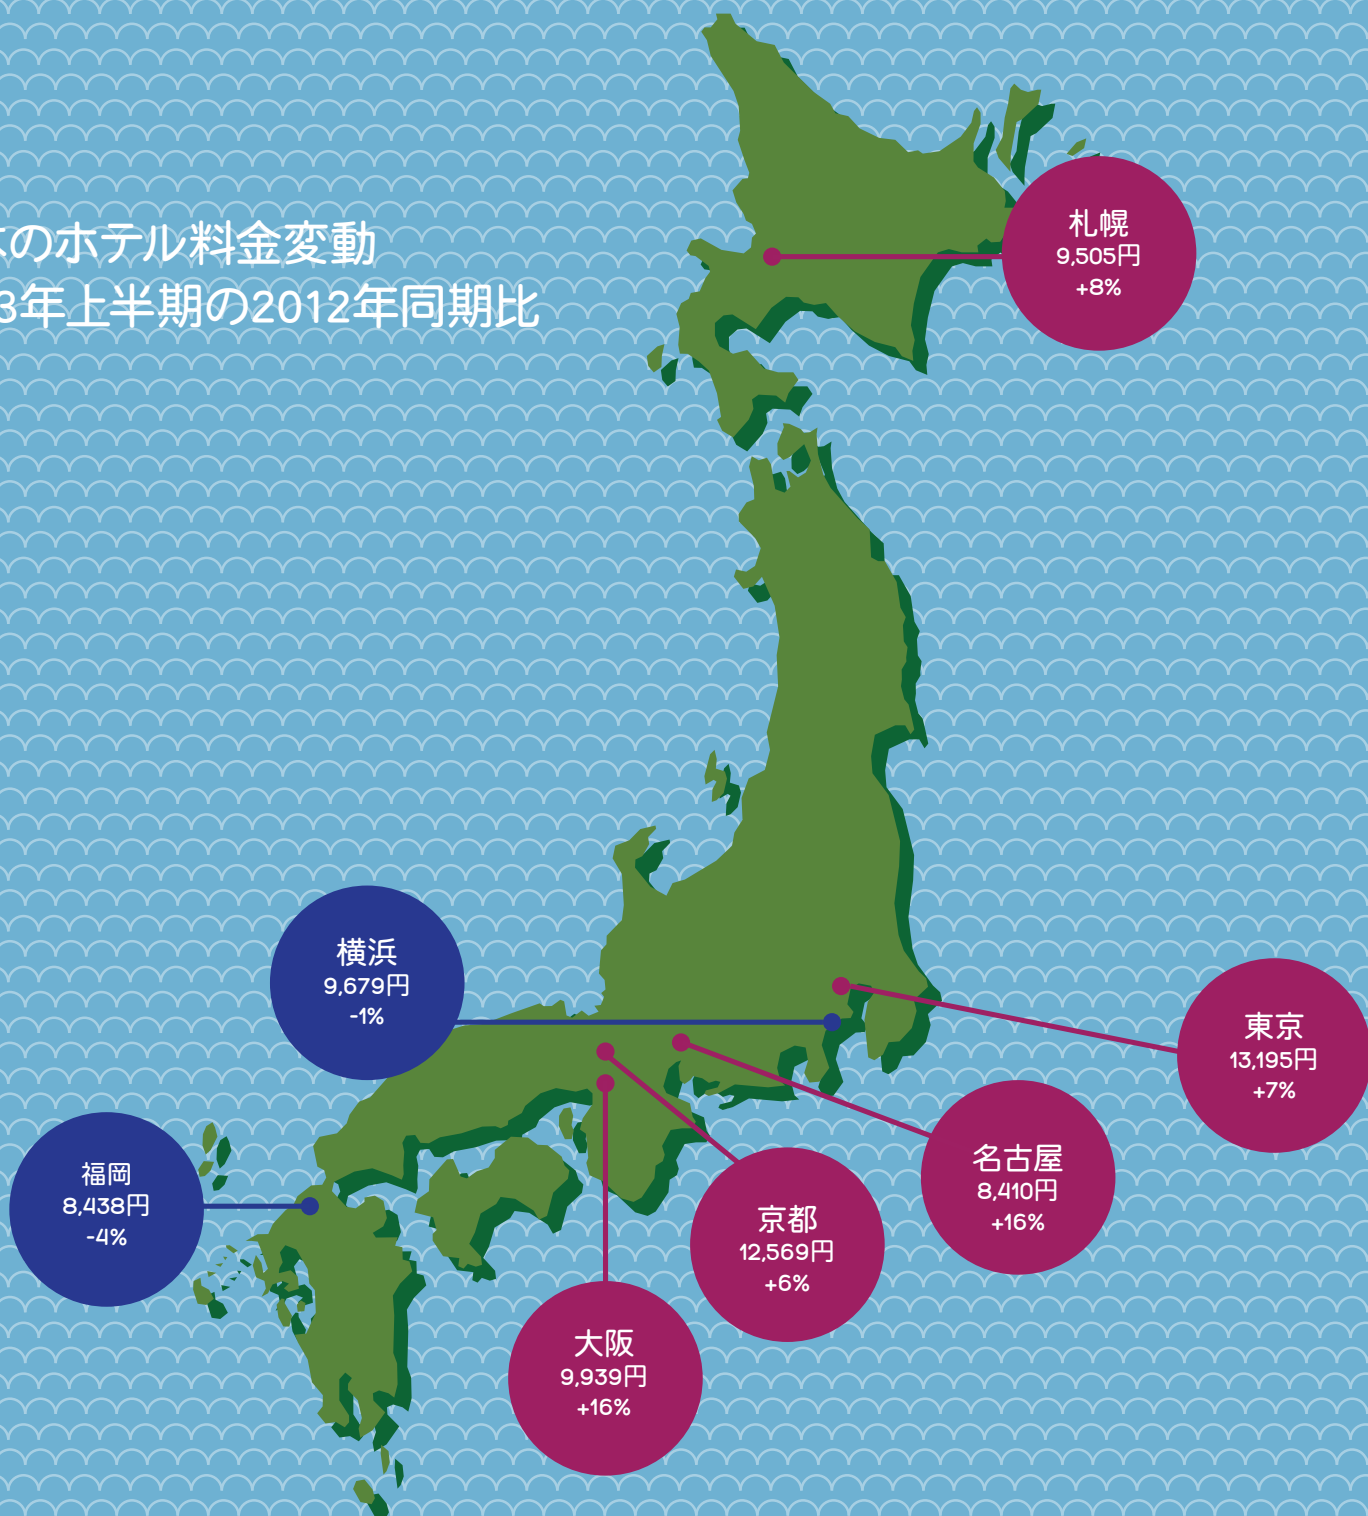 のホテル料金変動
3年上半期の2012年同期比
札幌
9,505円
+8%
横浜
9,679円
-1%
東京
13,195円
+7%
名古屋
8,410円
+16%
福岡
8,438円
-4%
京都
12,569円
+6%
大阪
9,939円
+16%